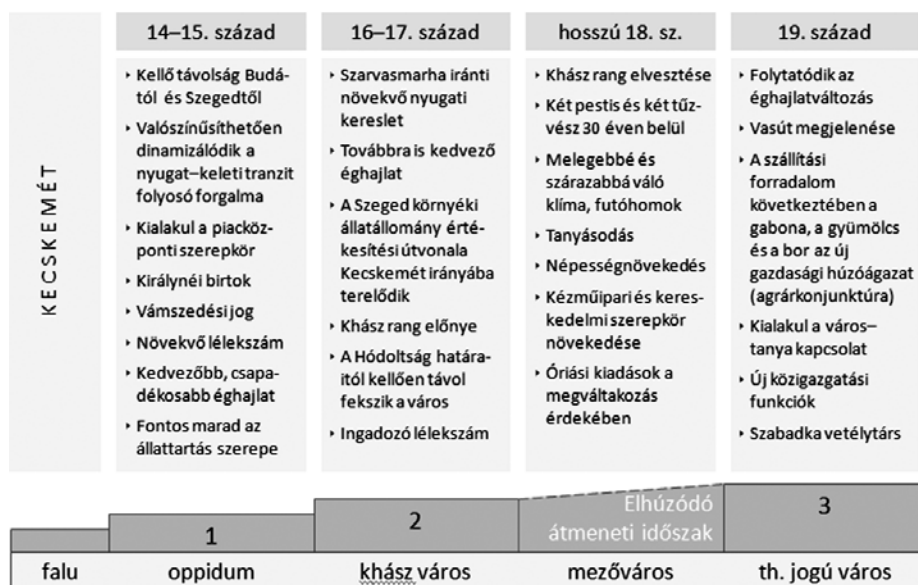 KECSKEMÉT
14–15. század
‣ Kellő távolság Budá-
tól és Szegedtől
‣ Valószínűsíthetően
dinamizálódik a
nyugat–keleti tranzit
folyosó forgalma
‣ Kialakul a piacköz-
ponti szerepkör
‣ Királynéi birtok
‣ Vámszedési jog
‣ Növekvő lélekszám
‣ Kedvezőbb, csapa-
dékosabb éghajlat
‣ Fontos marad az
állattartás szerepe
16–17. század
‣ Szarvasmarha iránti
növekvő nyugati
kereslet
‣ Továbbra is kedvező
éghajlat
‣ A Szeged környéki
állatállomány érté-
kesítési útvonala
Kecskemét irányába
terelődik
‣ Khász rang előnye
‣ A Hódoltság határa-
itól kellően távol
fekszik a város
‣ Ingadozó lélekszám
hosszú 18. sz.
‣ Khász rang elvesztése
‣ Két pestis és két tűz-
vész 30 éven belül
‣ Melegebbé és
szárazabbá váló
klíma, futóhomok
‣ Tanyásodás
‣ Népességnövekedés
‣ Kézműipari és keres-
kedelmi szerepkör
növekedése
‣ Óriási kiadások a
megváltakozás
érdekében
19. század
‣ Folytatódik az
éghajlatváltozás
‣ Vasút megjelenése
‣ A szállítási
forradalom
következtében a
gabona, a gyümölcs
és a bor az új
gazdasági húzóágazat
(agrárkonjunktúra)
‣ Kialakul a város–
tanya kapcsolat
‣ Új közigazgatási
funkciók
‣ Szabadka vetélytárs
1
2
Elhúzódó
átmeneti időszak
3
falu
oppidum
khász város
mezőváros
th. jogú város